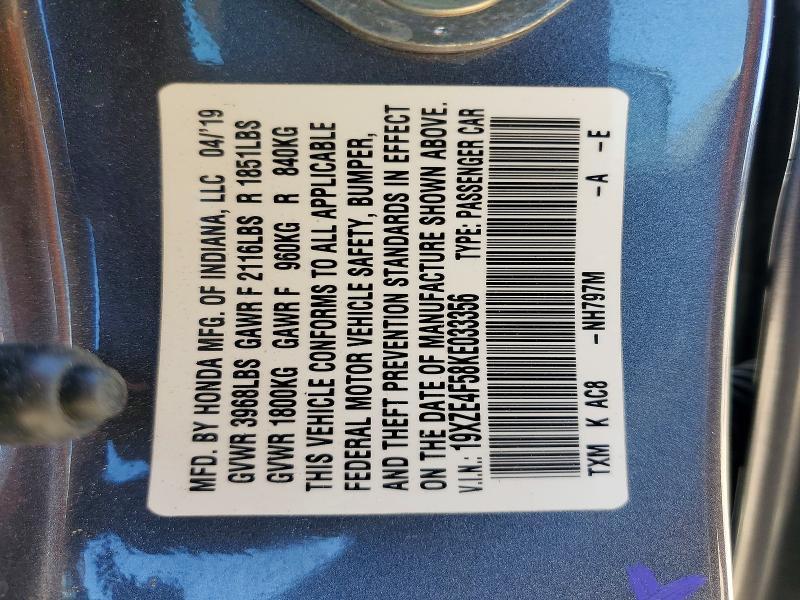 MFD. BY HONDA MFG. OF INDIANA, LLC 04/'19
GVWR 3968LBS GAWR F 2116LBS R 1851LBS
GVWR 1800KG GAWR F 960KG R 840KG
THIS VEHICLE CONFORMS TO ALL APPLICABLE
FEDERAL MOTOR VEHICLE SAFETY, BUMPER,
AND THEFT PREVENTION STANDARDS IN EFFECT
ON THE DATE OF MANUFACTURE SHOWN ABOVE.
V.I.N.: 19XZE4F58KE033356 TYPE: PASSENGER CAR
TXM K AC8 -NH797M -A -E